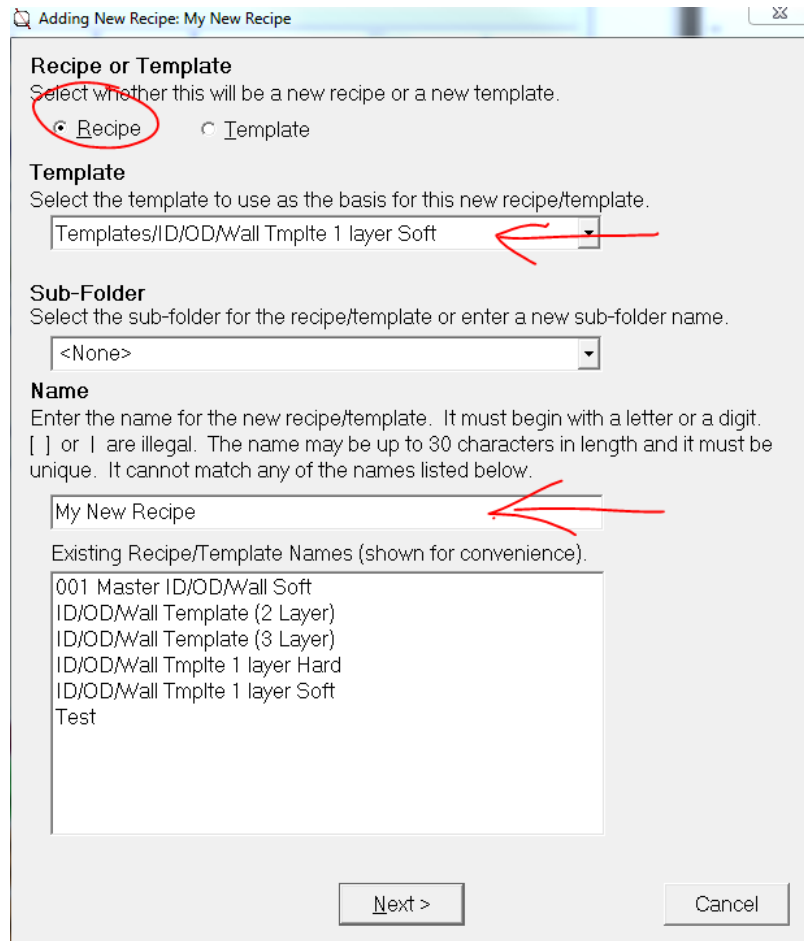 Adding New Recipe: My New Recipe
Recipe or Template
Select whether this will be a new recipe or a new template.
Recipe Template
Template
Select the template to use as the basis for this new recipe/template.
Templates/ID/OD/Wall Tmplte 1 layer Soft
Sub-Folder
Select the sub-folder for the recipe/template or enter a new sub-folder name.
<None>
Name
Enter the name for the new recipe/template. It must begin with a letter or a digit.
[ ] or | are illegal. The name may be up to 30 characters in length and it must be
unique. It cannot match any of the names listed below.
My New Recipe
Existing Recipe/Template Names (shown for convenience).
001 Master ID/OD/Wall Soft
ID/OD/Wall Template (2 Layer)
ID/OD/Wall Template (3 Layer)
ID/OD/Wall Tmplte 1 layer Hard
ID/OD/Wall Tmplte 1 layer Soft
Test
Next > Cancel